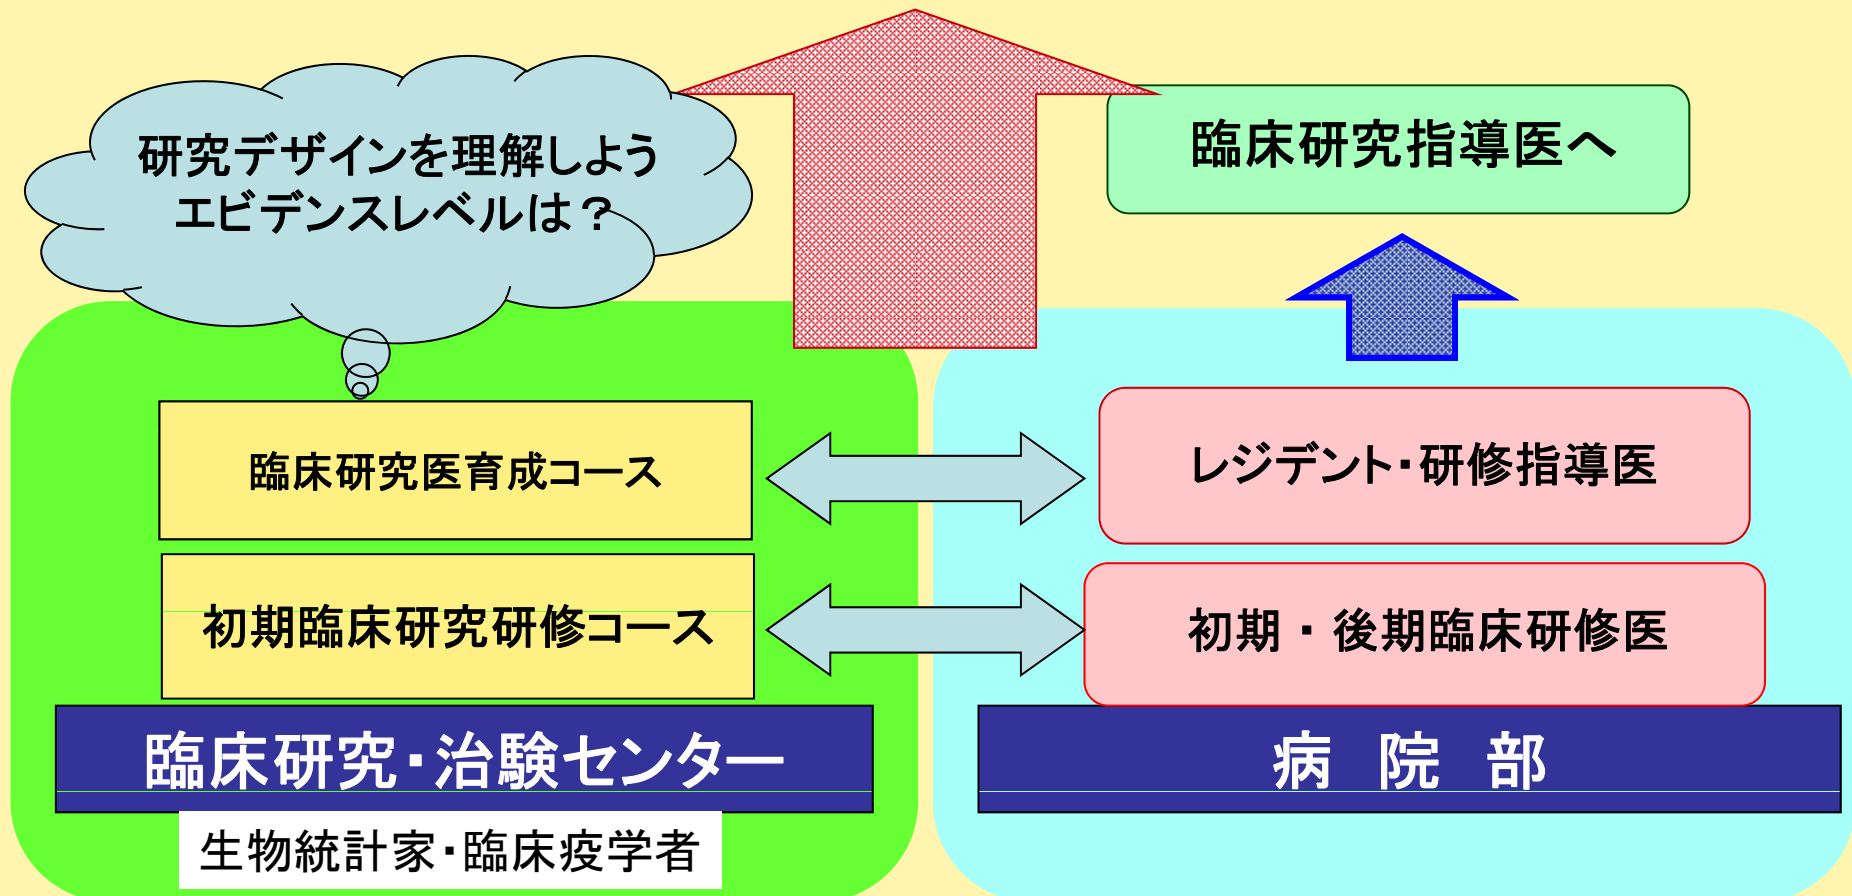 研究デザインを理解しよう
エビデンスレベルは？
臨床研究指導医へ
臨床研究医育成コース
レジデント・研修指導医
初期臨床研究研修コース
初期・後期臨床研修医
臨床研究・治験センター
病　院　部
生物統計家・臨床疫学者